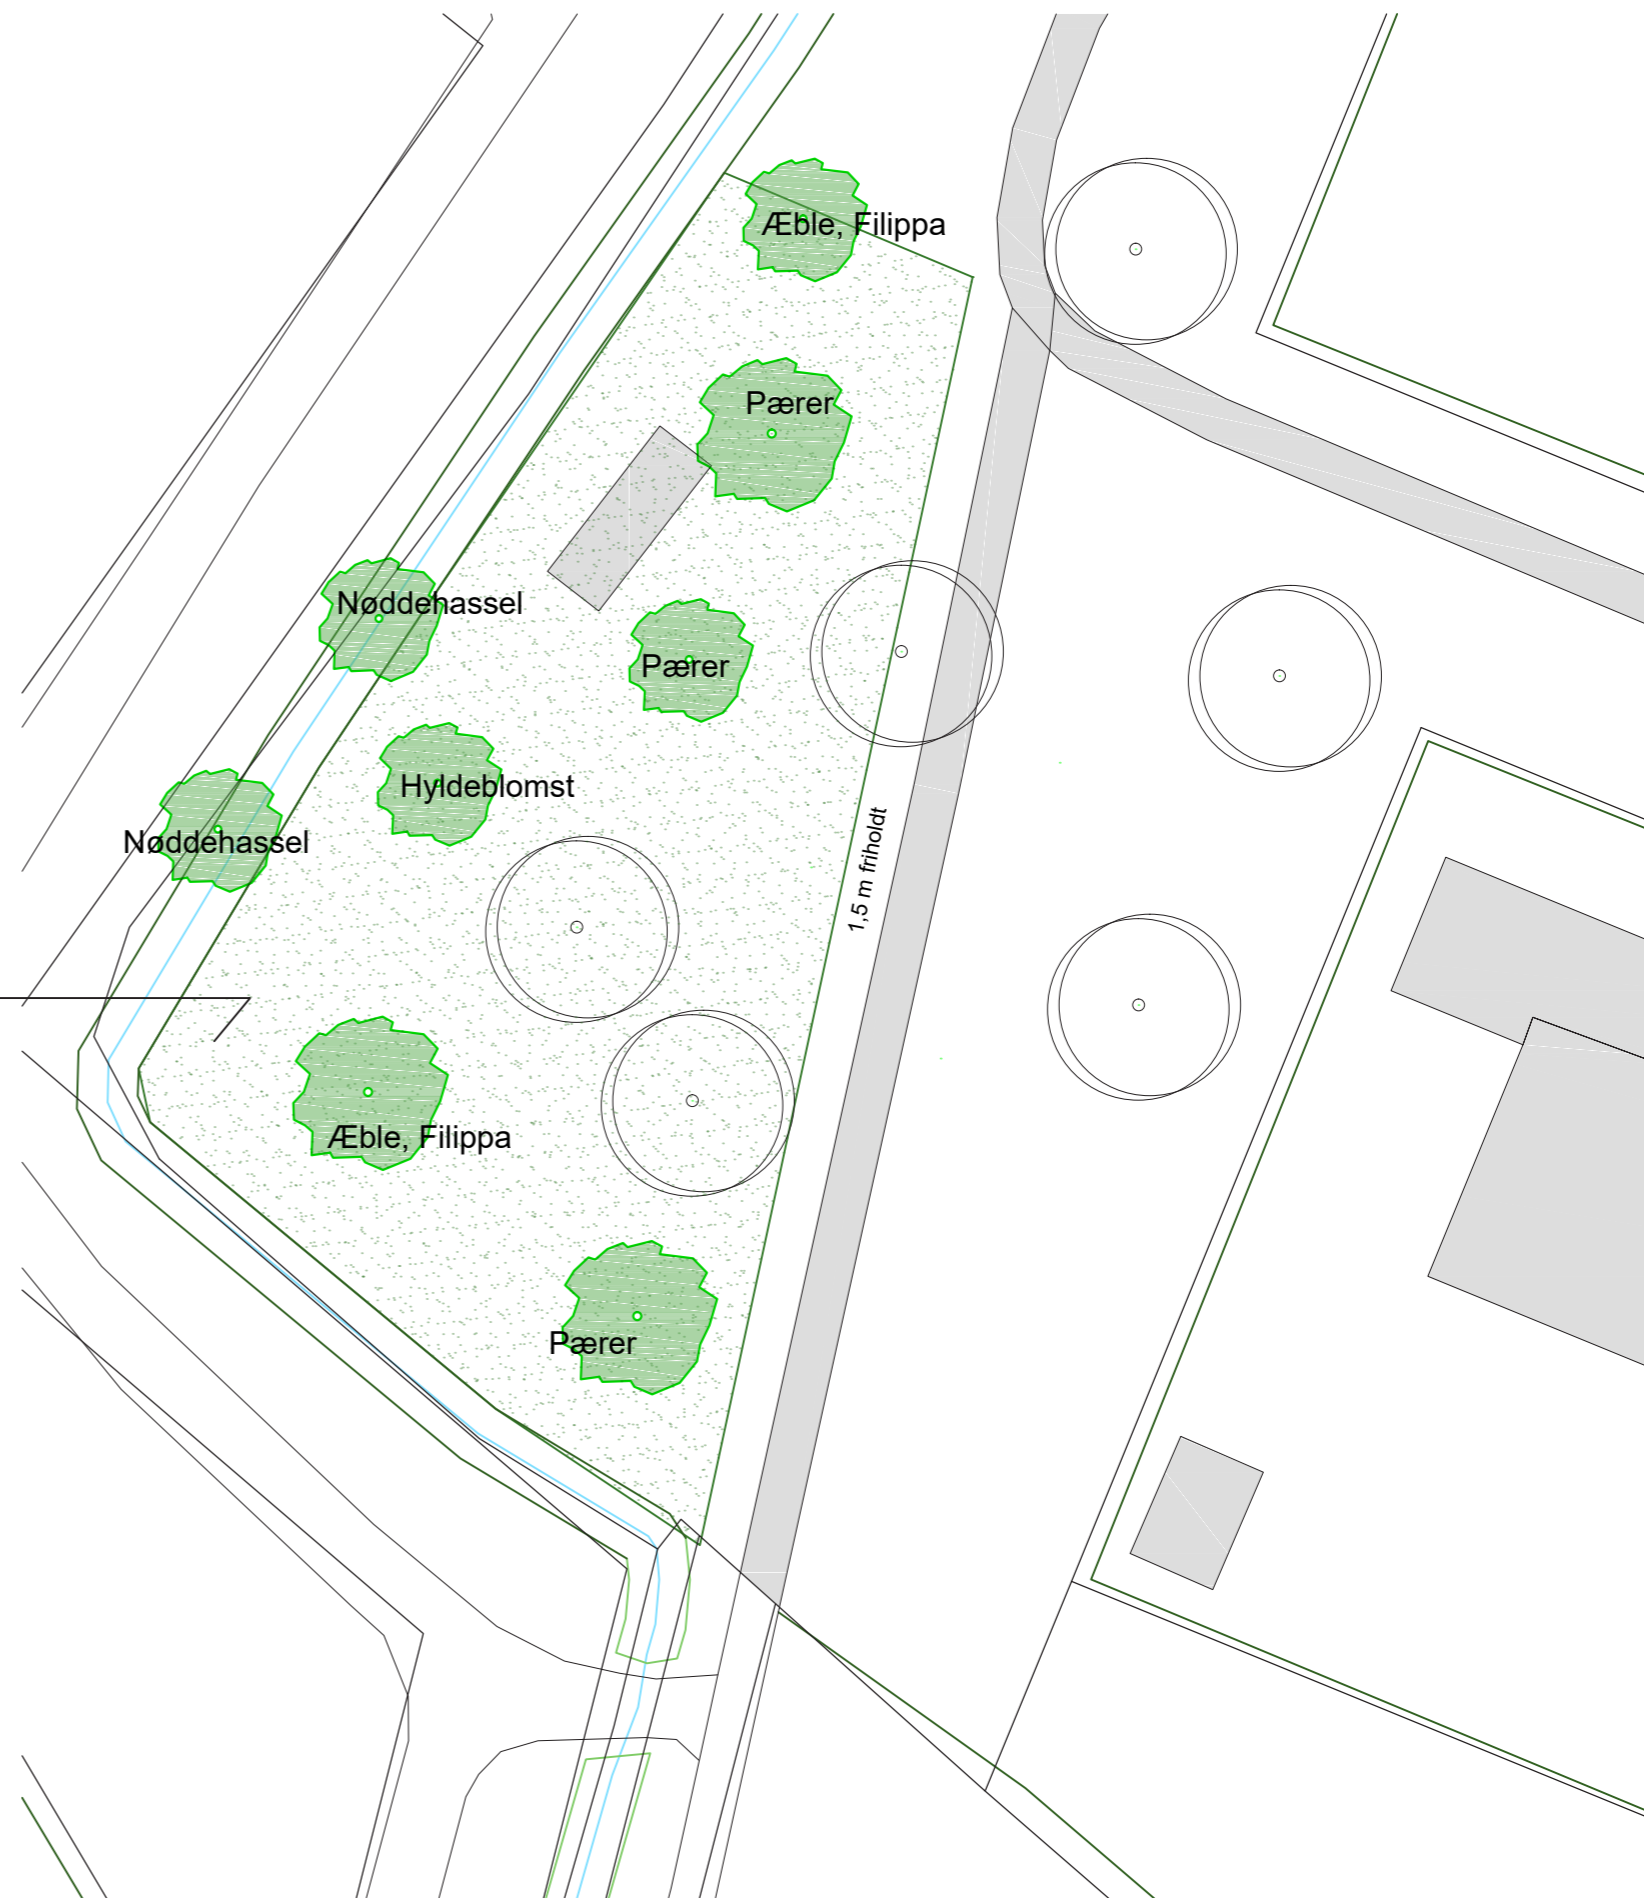 Æble, Filippa
Pærer
Nøddehassel
Pærer
Hyldeblomst
Nøddehassel
1,5 m friholdt
Æble, Filippa
Pærer